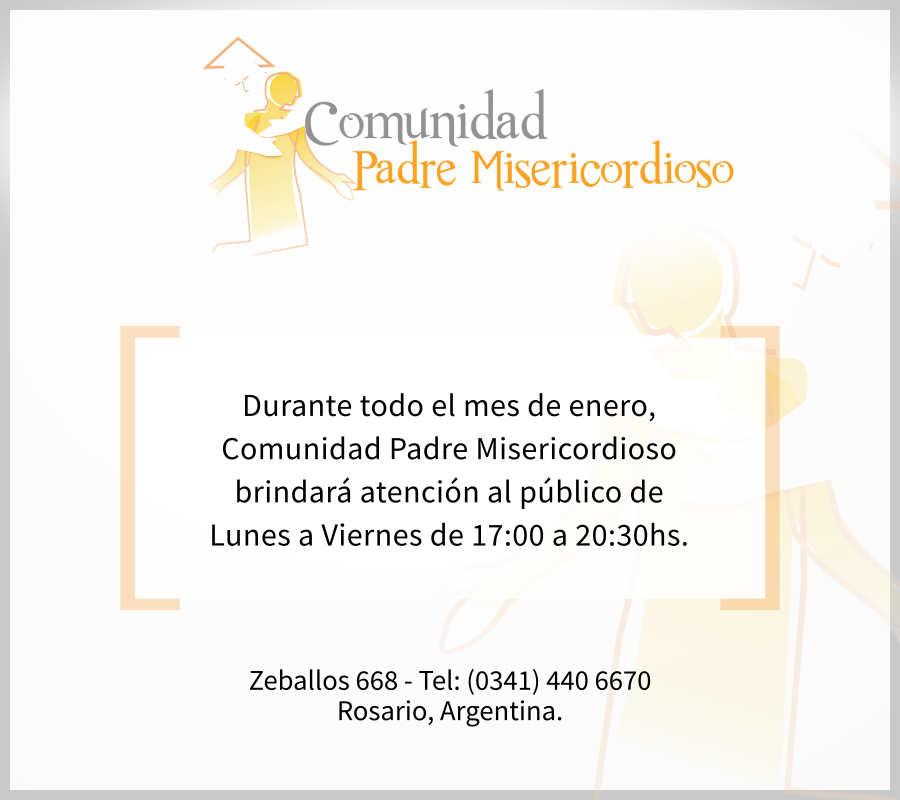 Comunidad
Padre Misericordioso
Durante todo el mes de enero,
Comunidad Padre Misericordioso
brindará atención al público de
Lunes a Viernes de 17:00 a 20:30hs.
Zeballos 668 - Tel: (0341) 440 6670
Rosario, Argentina.